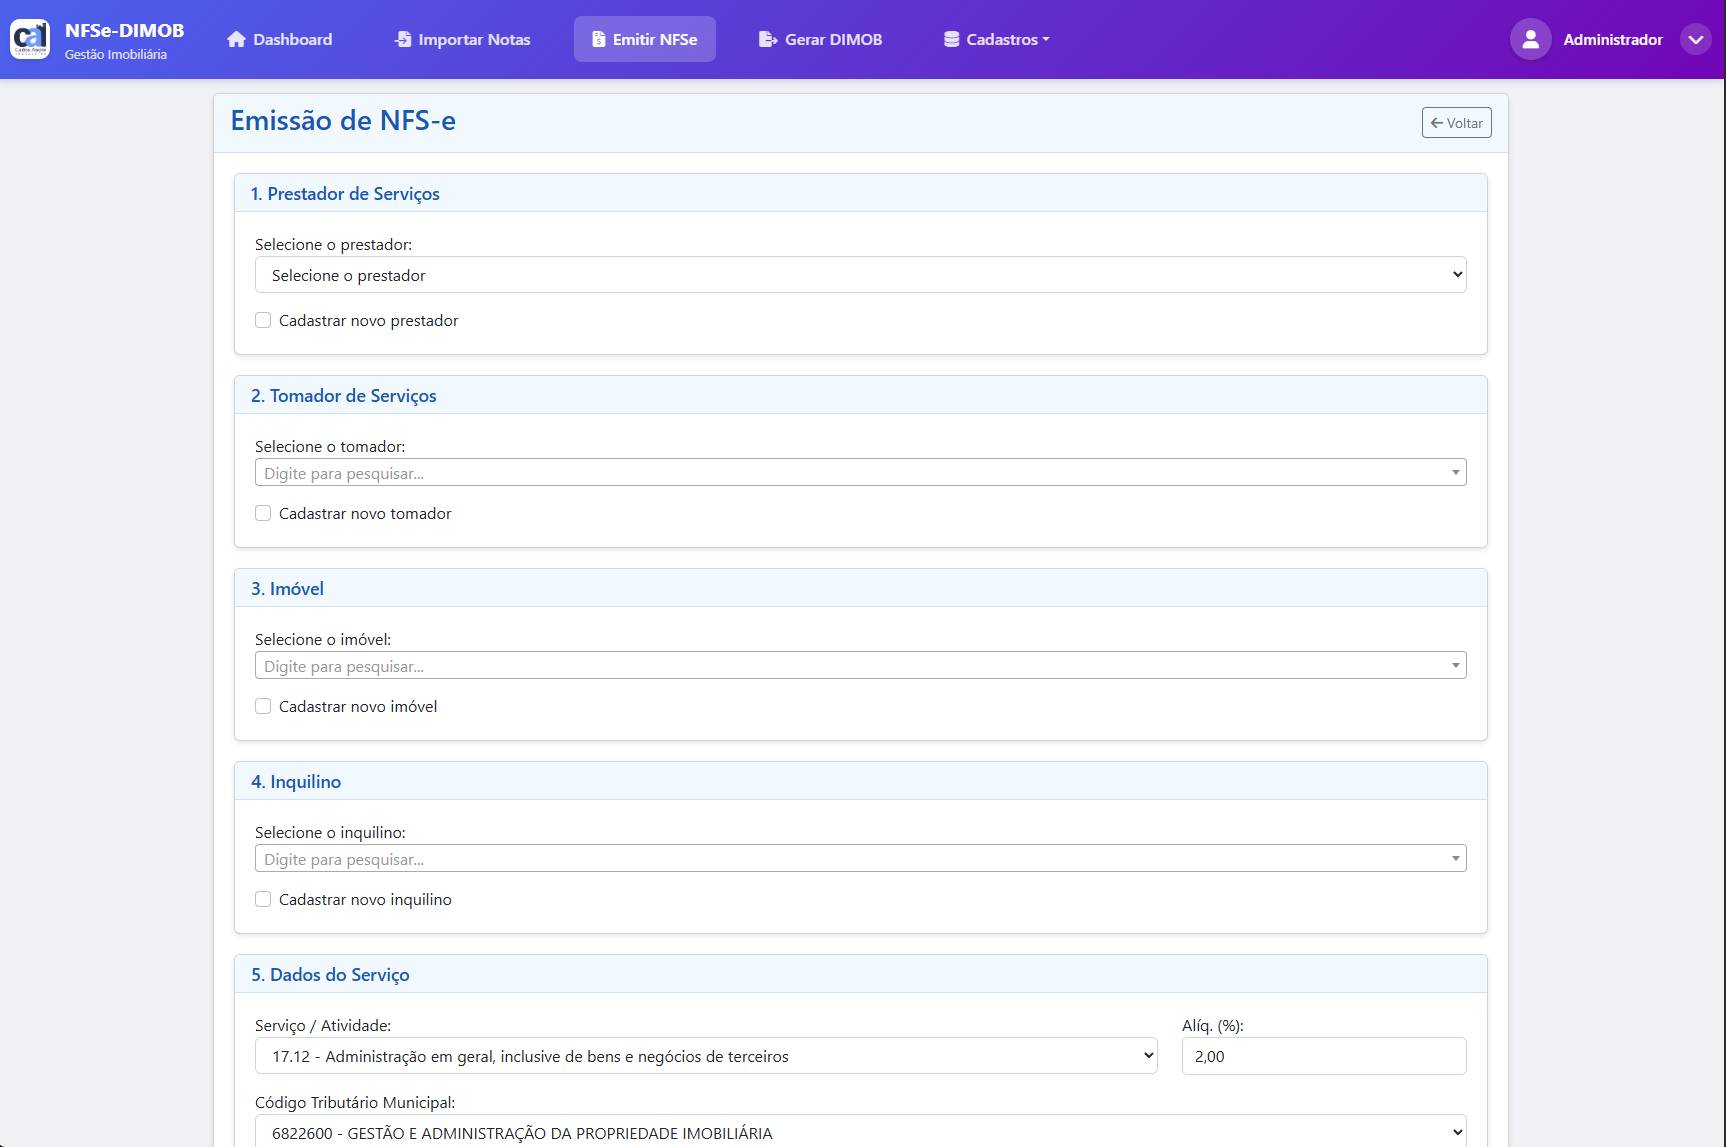 cal
NFSe-DIMOB
Gestão Imobiliária
Dashboard
Importar Notas
Emitir NFSe
Gerar DIMOB
Cadastros
Administrador
Emissão de NFS-e
Voltar
1. Prestador de Serviços
Selecione o prestador:
Selecione o prestador
Cadastrar novo prestador
2. Tomador de Serviços
Selecione o tomador:
Digite para pesquisar...
Cadastrar novo tomador
3. Imóvel
Selecione o imóvel:
Digite para pesquisar...
Cadastrar novo imóvel
4. Inquilino
Selecione o inquilino:
Digite para pesquisar...
Cadastrar novo inquilino
5. Dados do Serviço
Serviço / Atividade:
Alíq. (%):
17.12 - Administração em geral, inclusive de bens e negócios de terceiros
2,00
Código Tributário Municipal:
6822600 - GESTÃO E ADMINISTRAÇÃO DA PROPRIEDADE IMOBILIÁRIA